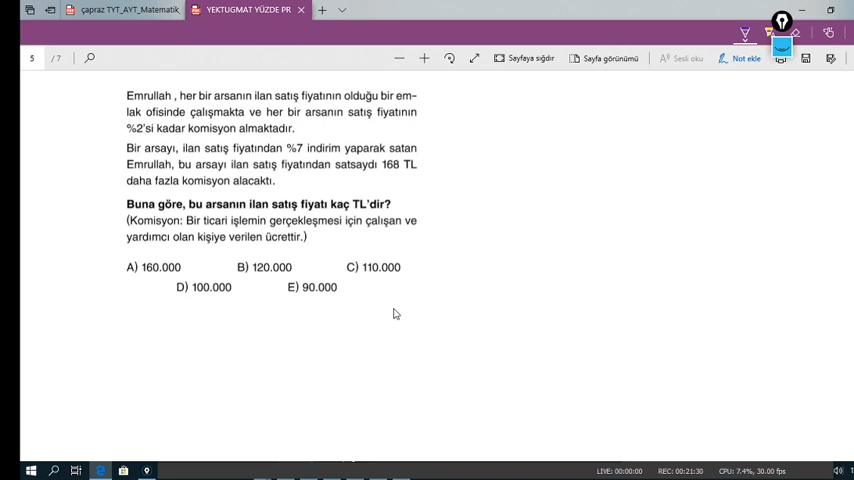 çapraz TYT_AYT_Matematik
YEKTUGMAT YÜZDE PR
5 /7
Sayfaya sığdır
Sayfa görünümü
A)) Sesli oku
Not ekle
Emrullah , her bir arsanın ilan satış fiyatının olduğu bir em-
lak ofisinde çalışmakta ve her bir arsanın satış fiyatının
%2'si kadar komisyon almaktadır.
Bir arsayı, ilan satış fiyatından %7 indirim yaparak satan
Emrullah, bu arsayı ilan satış fiyatından satsaydı 168 TL
daha fazla komisyon alacaktı.
Buna göre, bu arsanın ilan satış fiyatı kaç TL'dir?
(Komisyon: Bir ticari işlemin gerçekleşmesi için çalışan ve
yardımcı olan kişiye verilen ücrettir.)
A) 160.000 B) 120.000 C) 110.000
D) 100.000 E) 90.000
LIVE: 00:00:00 REC: 00:21:30 CPU: 7.4%, 30.00 fps